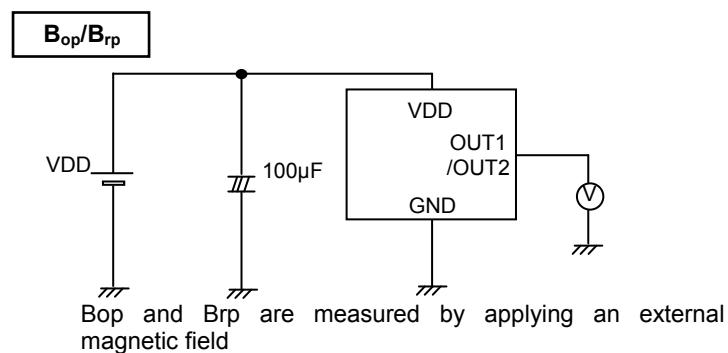 Bop/Brp
VDD
OUT1
/OUT2
VDD
100µF
V
GND
Bop and Brp are measured by applying an external
magnetic field